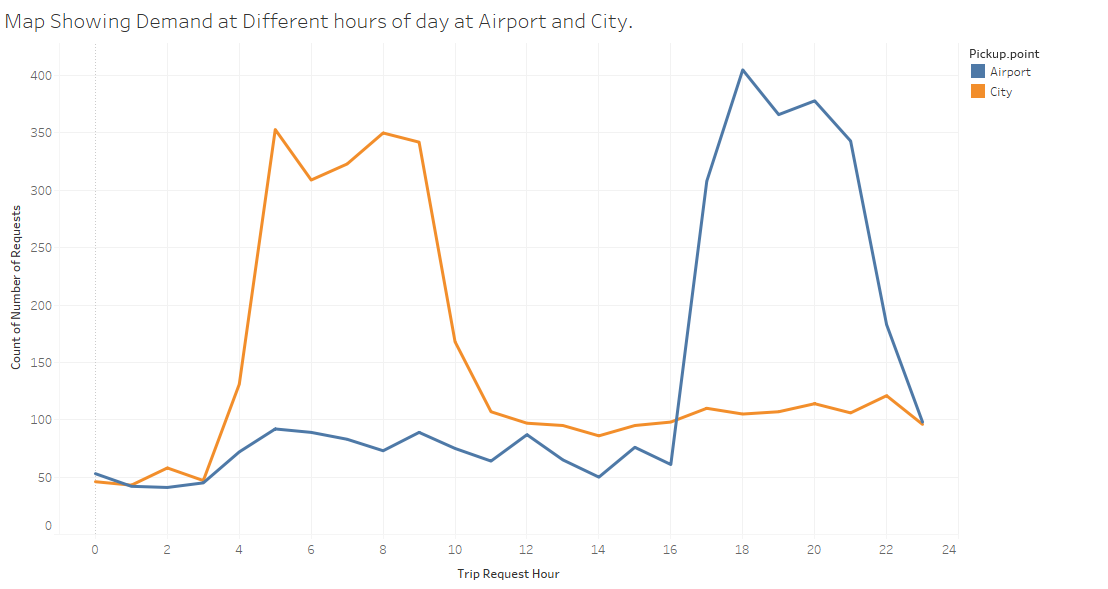 Map Showing Demand at Different hours of day at Airport and City.
Pickup.point
Airport
City
Count of Number of Requests
400
350
300
250
200
150
100
50
0
0 2 4 6 8 10 12 14 16 18 20 22 24
Trip Request Hour